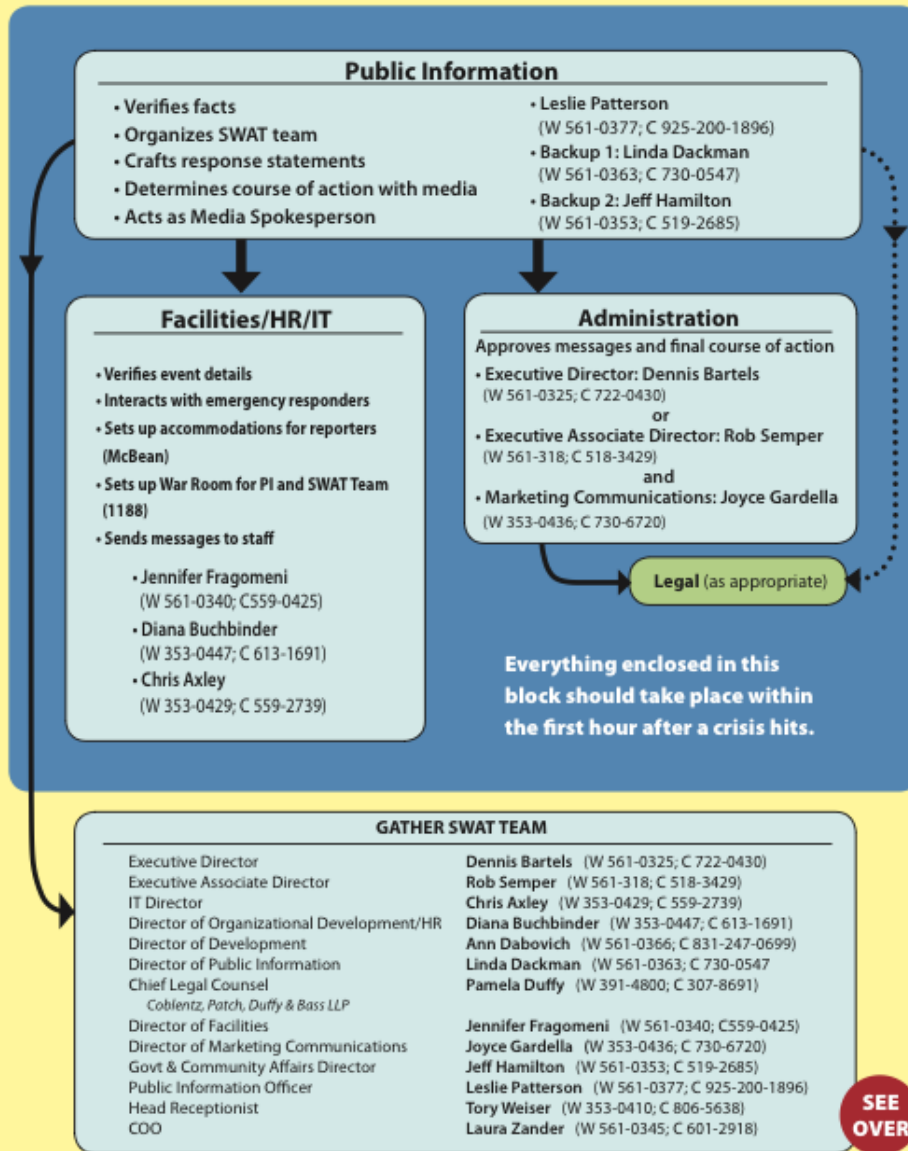 Public Information
• Verifies facts
• Organizes SWAT team
• Crafts response statements
• Determines course of action with media
• Acts as Media Spokesperson
• Leslie Patterson
(W 561-0377; C 925-200-1896)
• Backup 1: Linda Dackman
(W 561-0363; C 730-0547)
• Backup 2: Jeff Hamilton
(W 561-0353; C 519-2685)
Facilities/HR/IT
• Verifies event details
• Interacts with emergency responders
• Sets up accommodations for reporters
(McBean)
• Sets up War Room for PI and SWAT Team
(1188)
• Sends messages to staff
• Jennifer Fragomeni
(W 561-0340; C559-0425)
• Diana Buchbinder
(W 353-0447; C 613-1691)
• Chris Axley
(W 353-0429; C 559-2739)
Administration
Approves messages and final course of action
• Executive Director: Dennis Bartels
(W 561-0325; C 722-0430)
or
• Executive Associate Director: Rob Semper
(W 561-318; C 518-3429)
and
• Marketing Communications: Joyce Gardella
(W 353-0436; C 730-6720)
Legal (as appropriate)
Everything enclosed in this
block should take place within
the first hour after a crisis hits.
GATHER SWAT TEAM
Executive Director Dennis Bartels (W 561-0325; C 722-0430)
Executive Associate Director Rob Semper (W 561-318; C 518-3429)
IT Director Chris Axley (W 353-0429; C 559-2739)
Director of Organizational Development/HR Diana Buchbinder (W 353-0447; C 613-1691)
Director of Development Ann Dabovich (W 561-0366; C 831-247-0699)
Director of Public Information Linda Dackman (W 561-0363; C 730-0547
Chief Legal Counsel Pamela Duffy (W 391-4800; C 307-8691)
Coblentz, Patch, Duffy & Bass LLP
Director of Facilities Jennifer Fragomeni (W 561-0340; C559-0425)
Director of Marketing Communications Joyce Gardella (W 353-0436; C 730-6720)
Govt & Community Affairs Director Jeff Hamilton (W 561-0353; C 519-2685)
Public Information Officer Leslie Patterson (W 561-0377; C 925-200-1896)
Head Receptionist Tory Weiser (W 353-0410; C 806-5638)
COO Laura Zander (W 561-0345; C 601-2918)
SEE
OVER